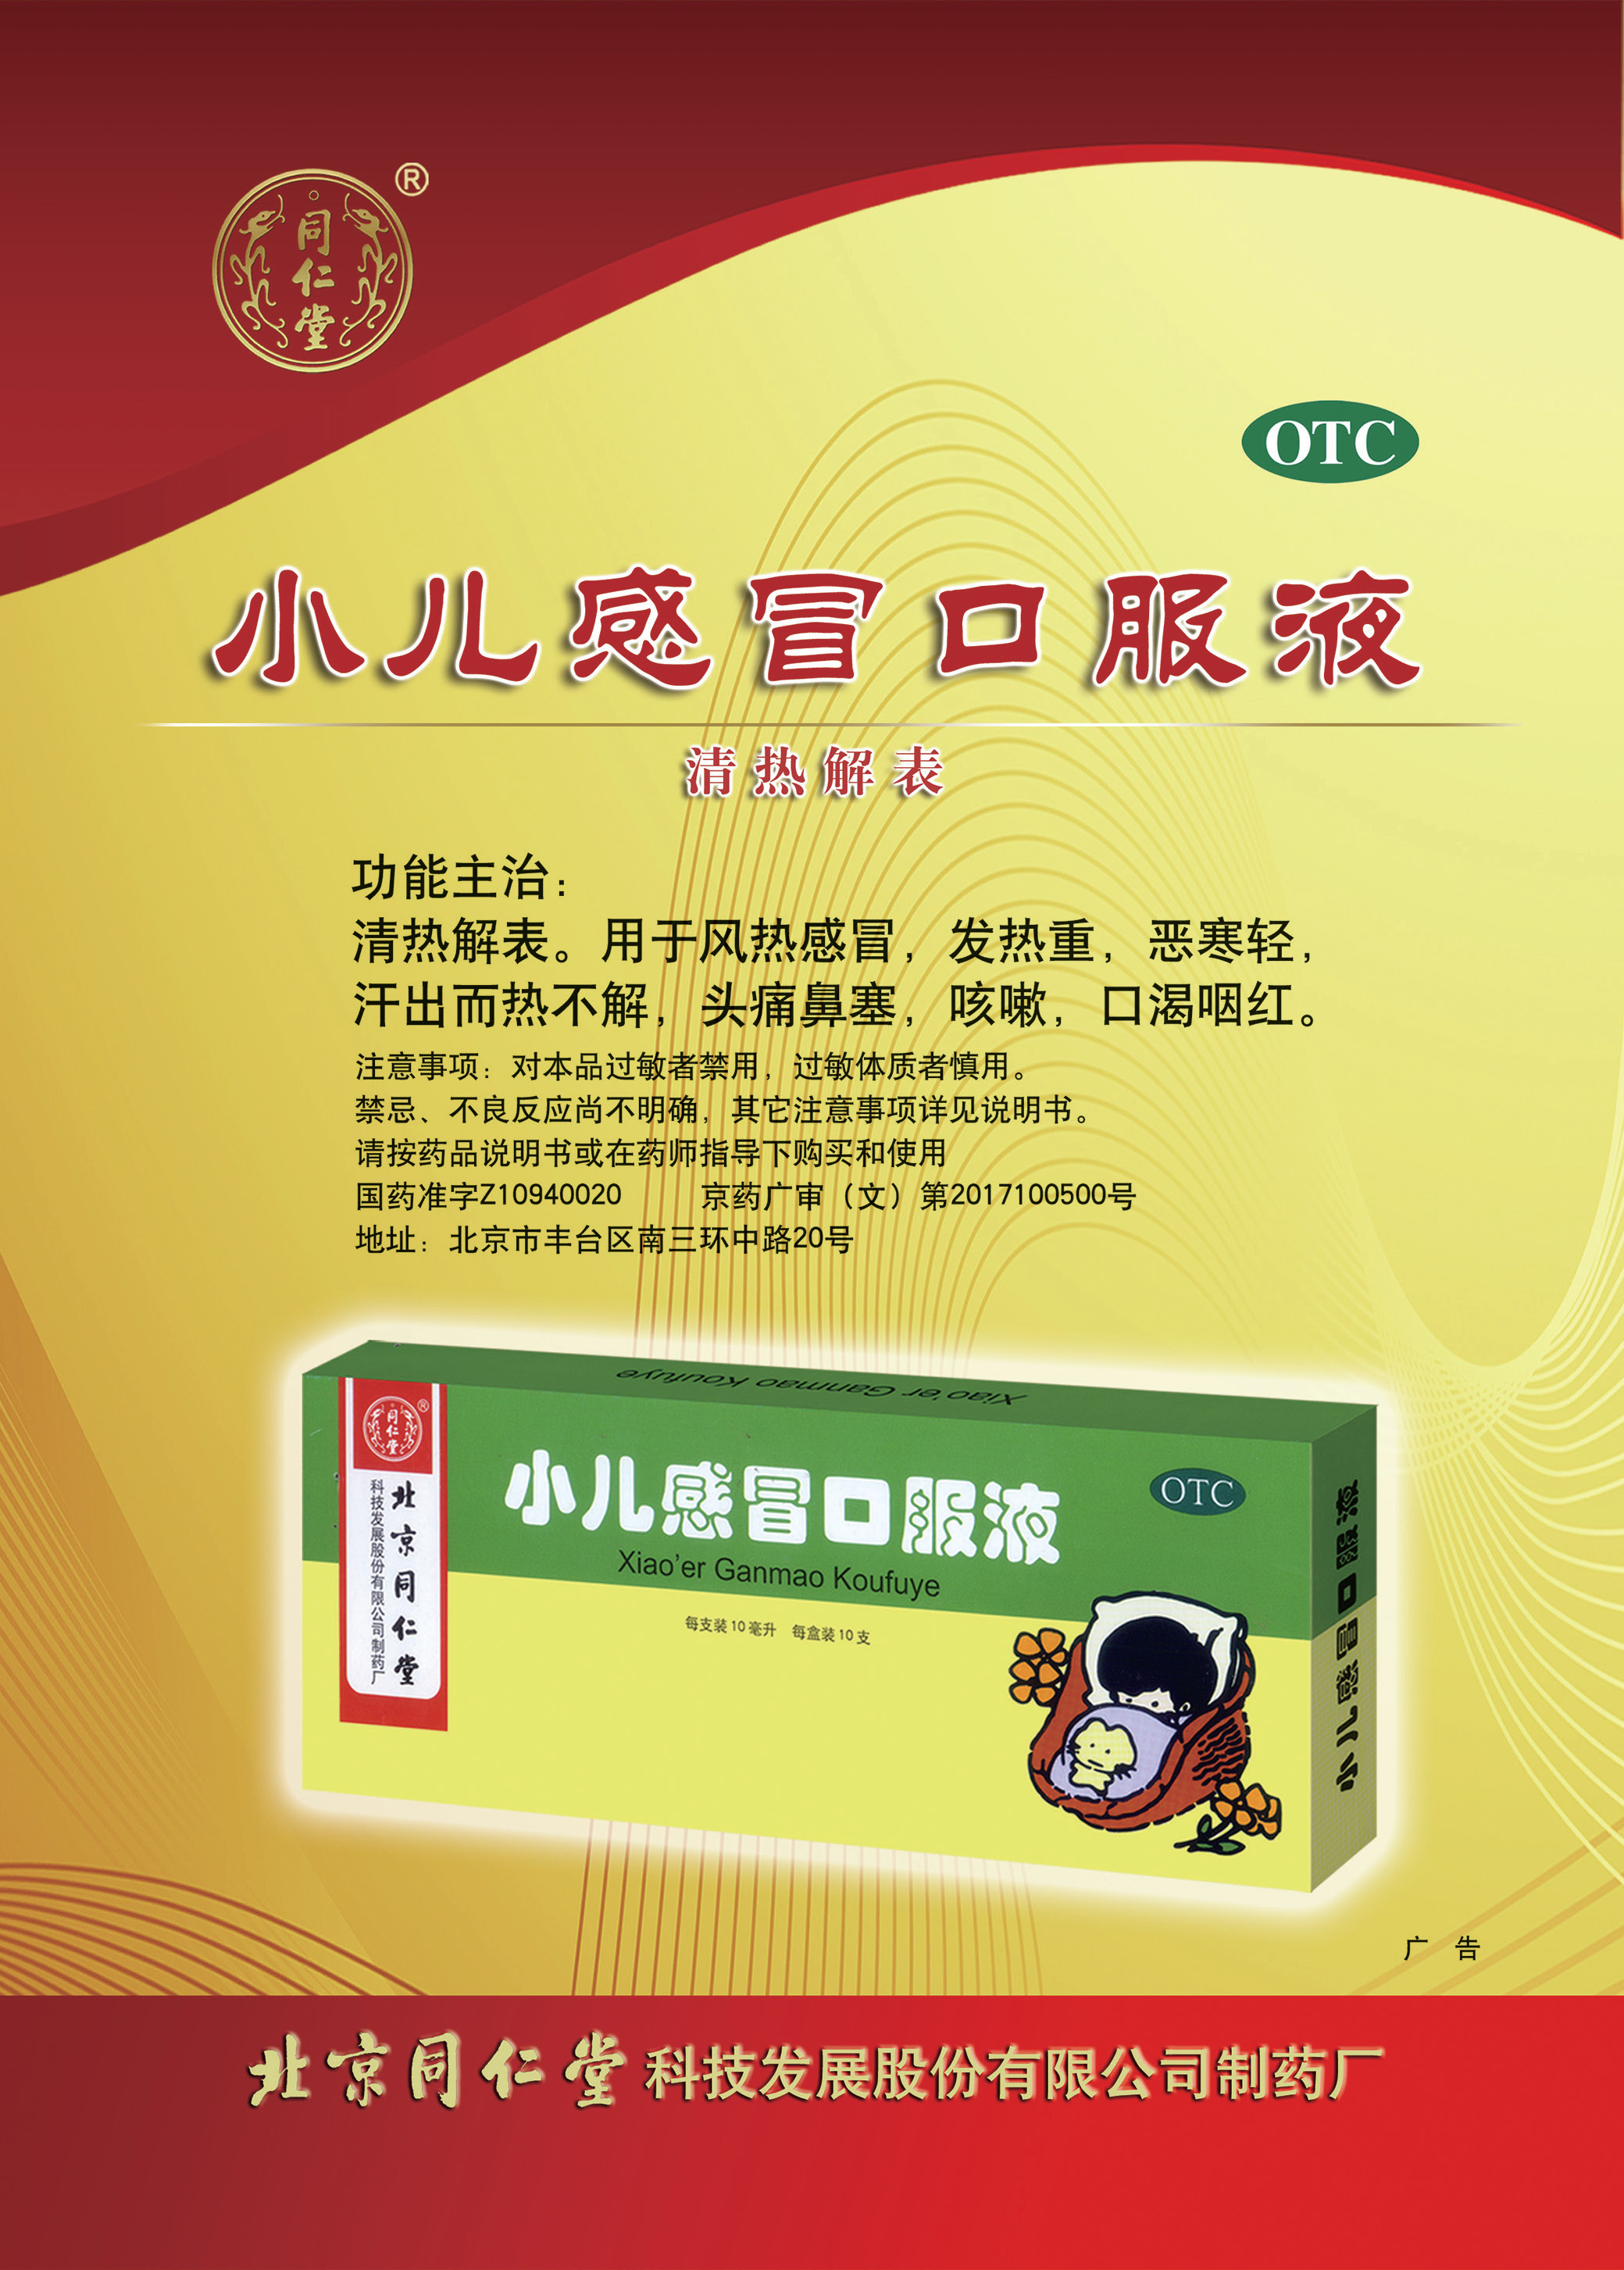 同仁堂
®
OTC
小儿感冒口服液
清热解表
功能主治：
清热解表。用于风热感冒，发热重，恶寒轻，
汗出而热不解，头痛鼻塞，咳嗽，口渴咽红。
注意事项：对本品过敏者禁用，过敏体质者慎用。
禁忌、不良反应尚不明确，其它注意事项详见说明书。
请按药品说明书或在药师指导下购买和使用
国药准字Z10940020 京药广审（文）第2017100500号
地址：北京市丰台区南三环中路20号
Xiao'er Ganmao Koufuye
同仁堂
®
北京同仁堂
科技发展股份有限公司制药厂
小儿感冒口服液
OTC
Xiao'er Ganmao Koufuye
每支装10毫升 每盒装10支
小儿感冒口服液
广 告
北京同仁堂科技发展股份有限公司制药厂